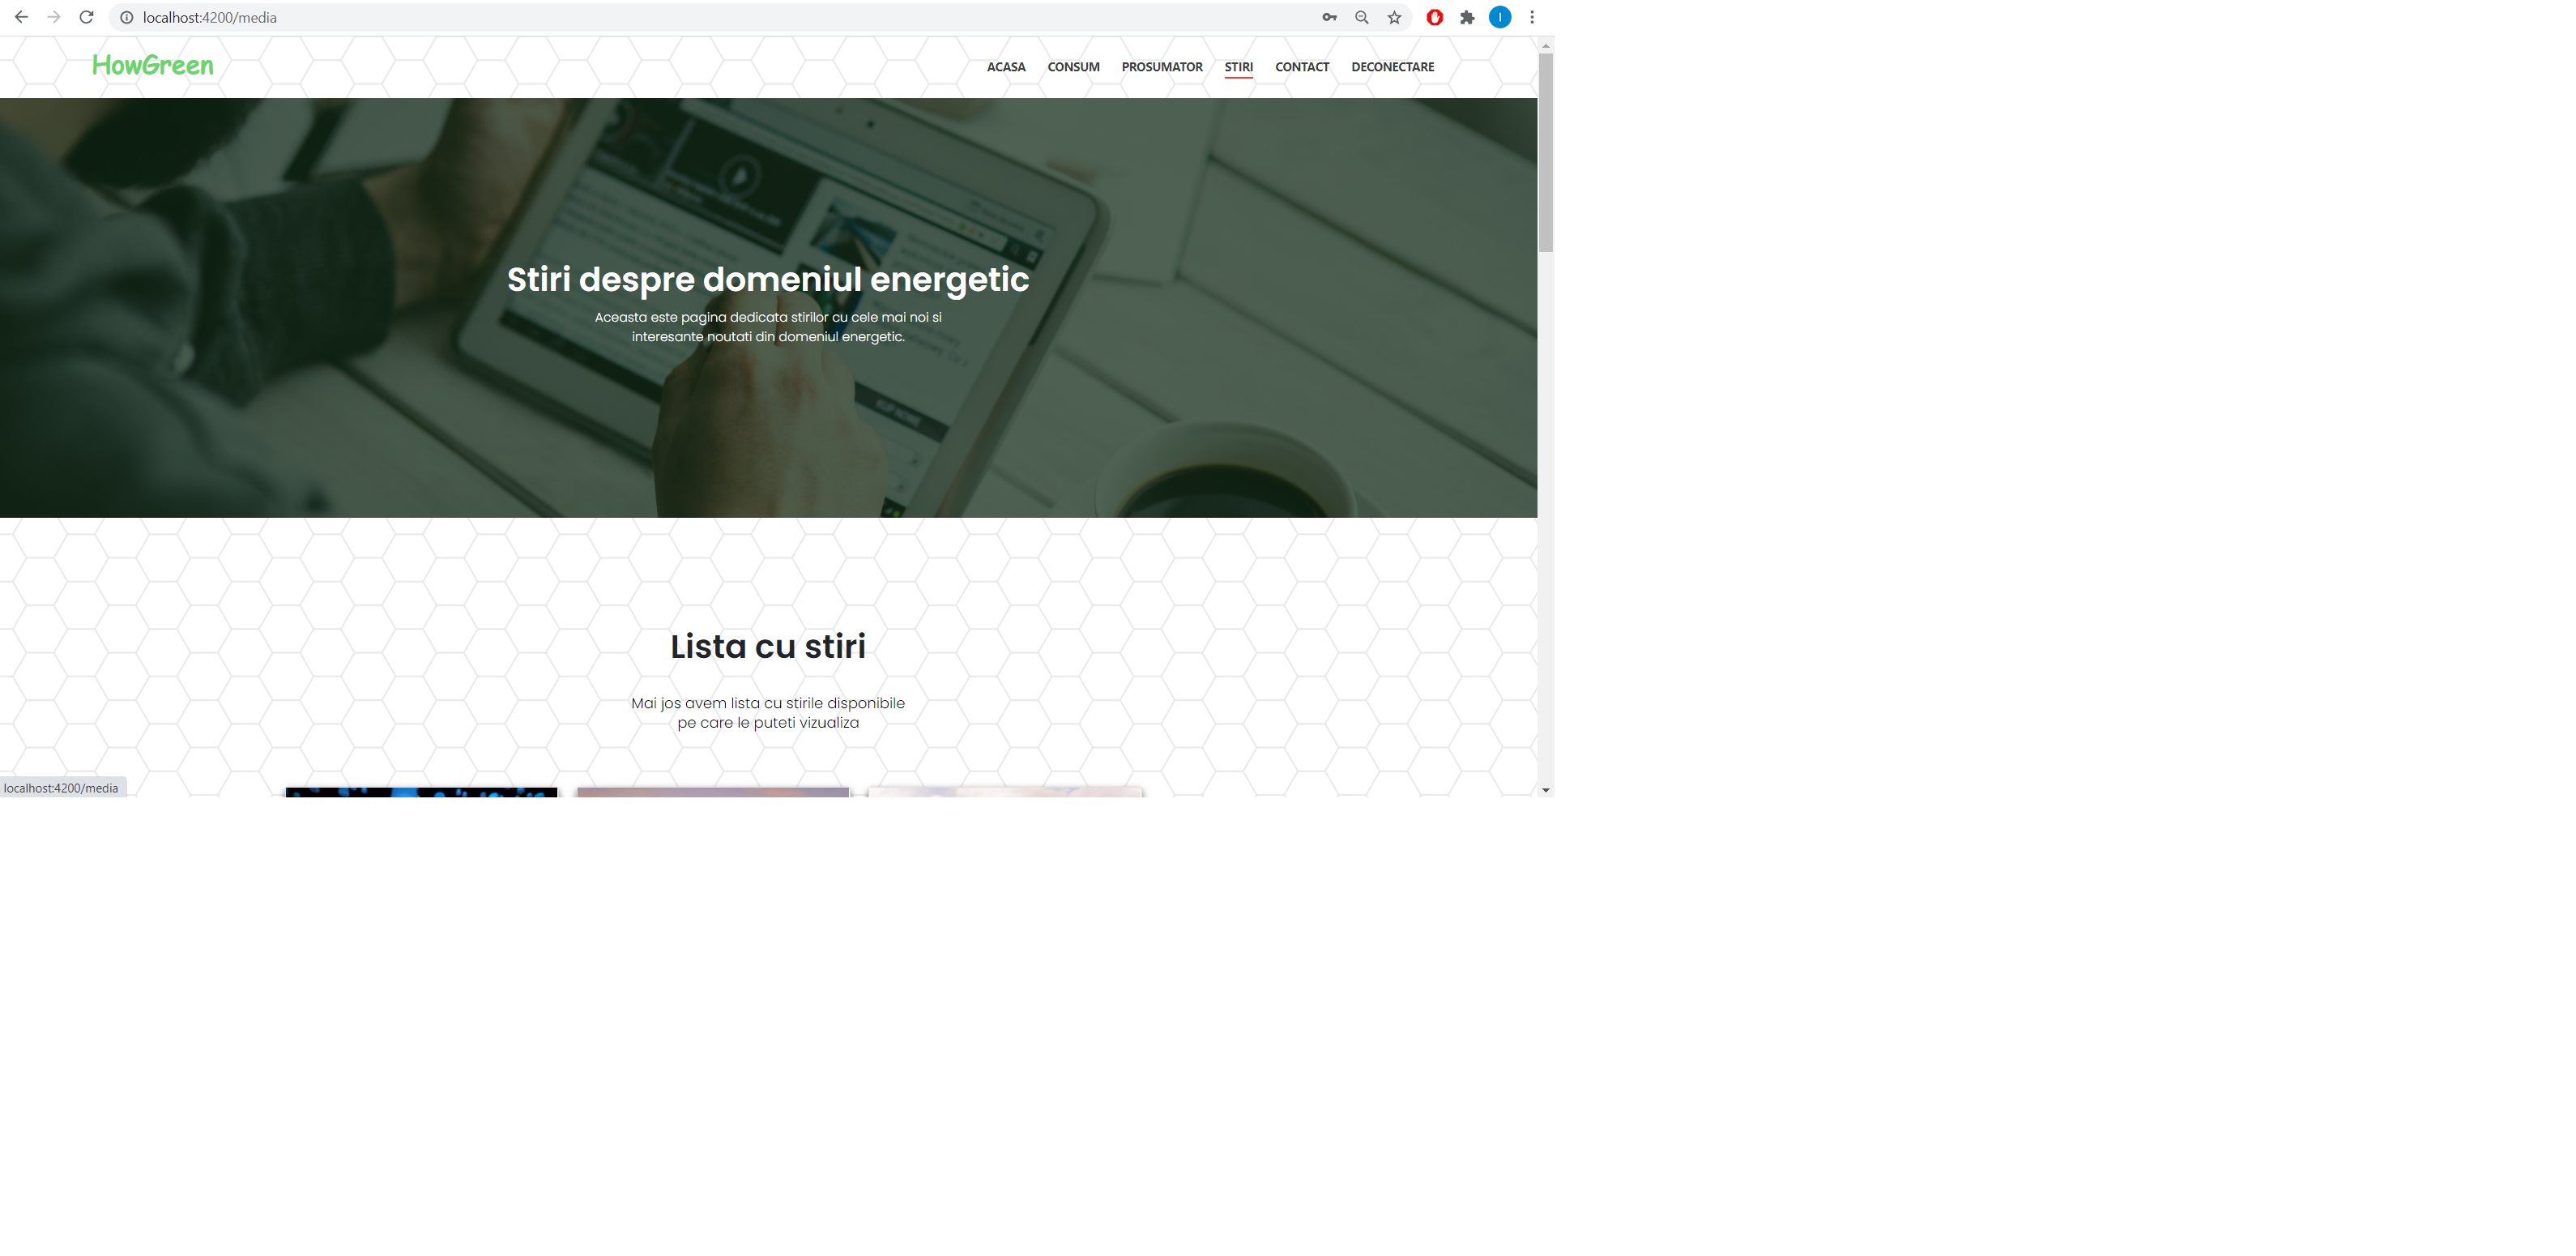 localhost:4200/media
I
HowGreen
ACASA CONSUM PROSUMATOR STIRI CONTACT DECONECTARE
Stiri despre domeniul energetic
Aceasta este pagina dedicata stirilor cu cele mai noi si
interesante noutati din domeniul energetic.
Lista cu stiri
Mai jos avem lista cu stirile disponibile
pe care le puteti vizualiza
localhost:4200/media